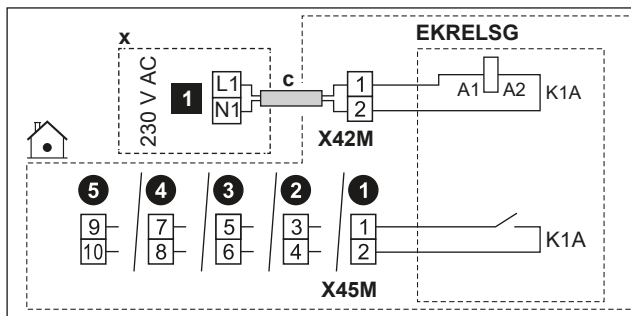 x
EKRELSG
230 V AC
1
L1
N1
c
1
2
A1 A2
K1A
X42M
5 4 3 2 1
9 7 5 3 1
10 8 6 4 2
K1A
X45M